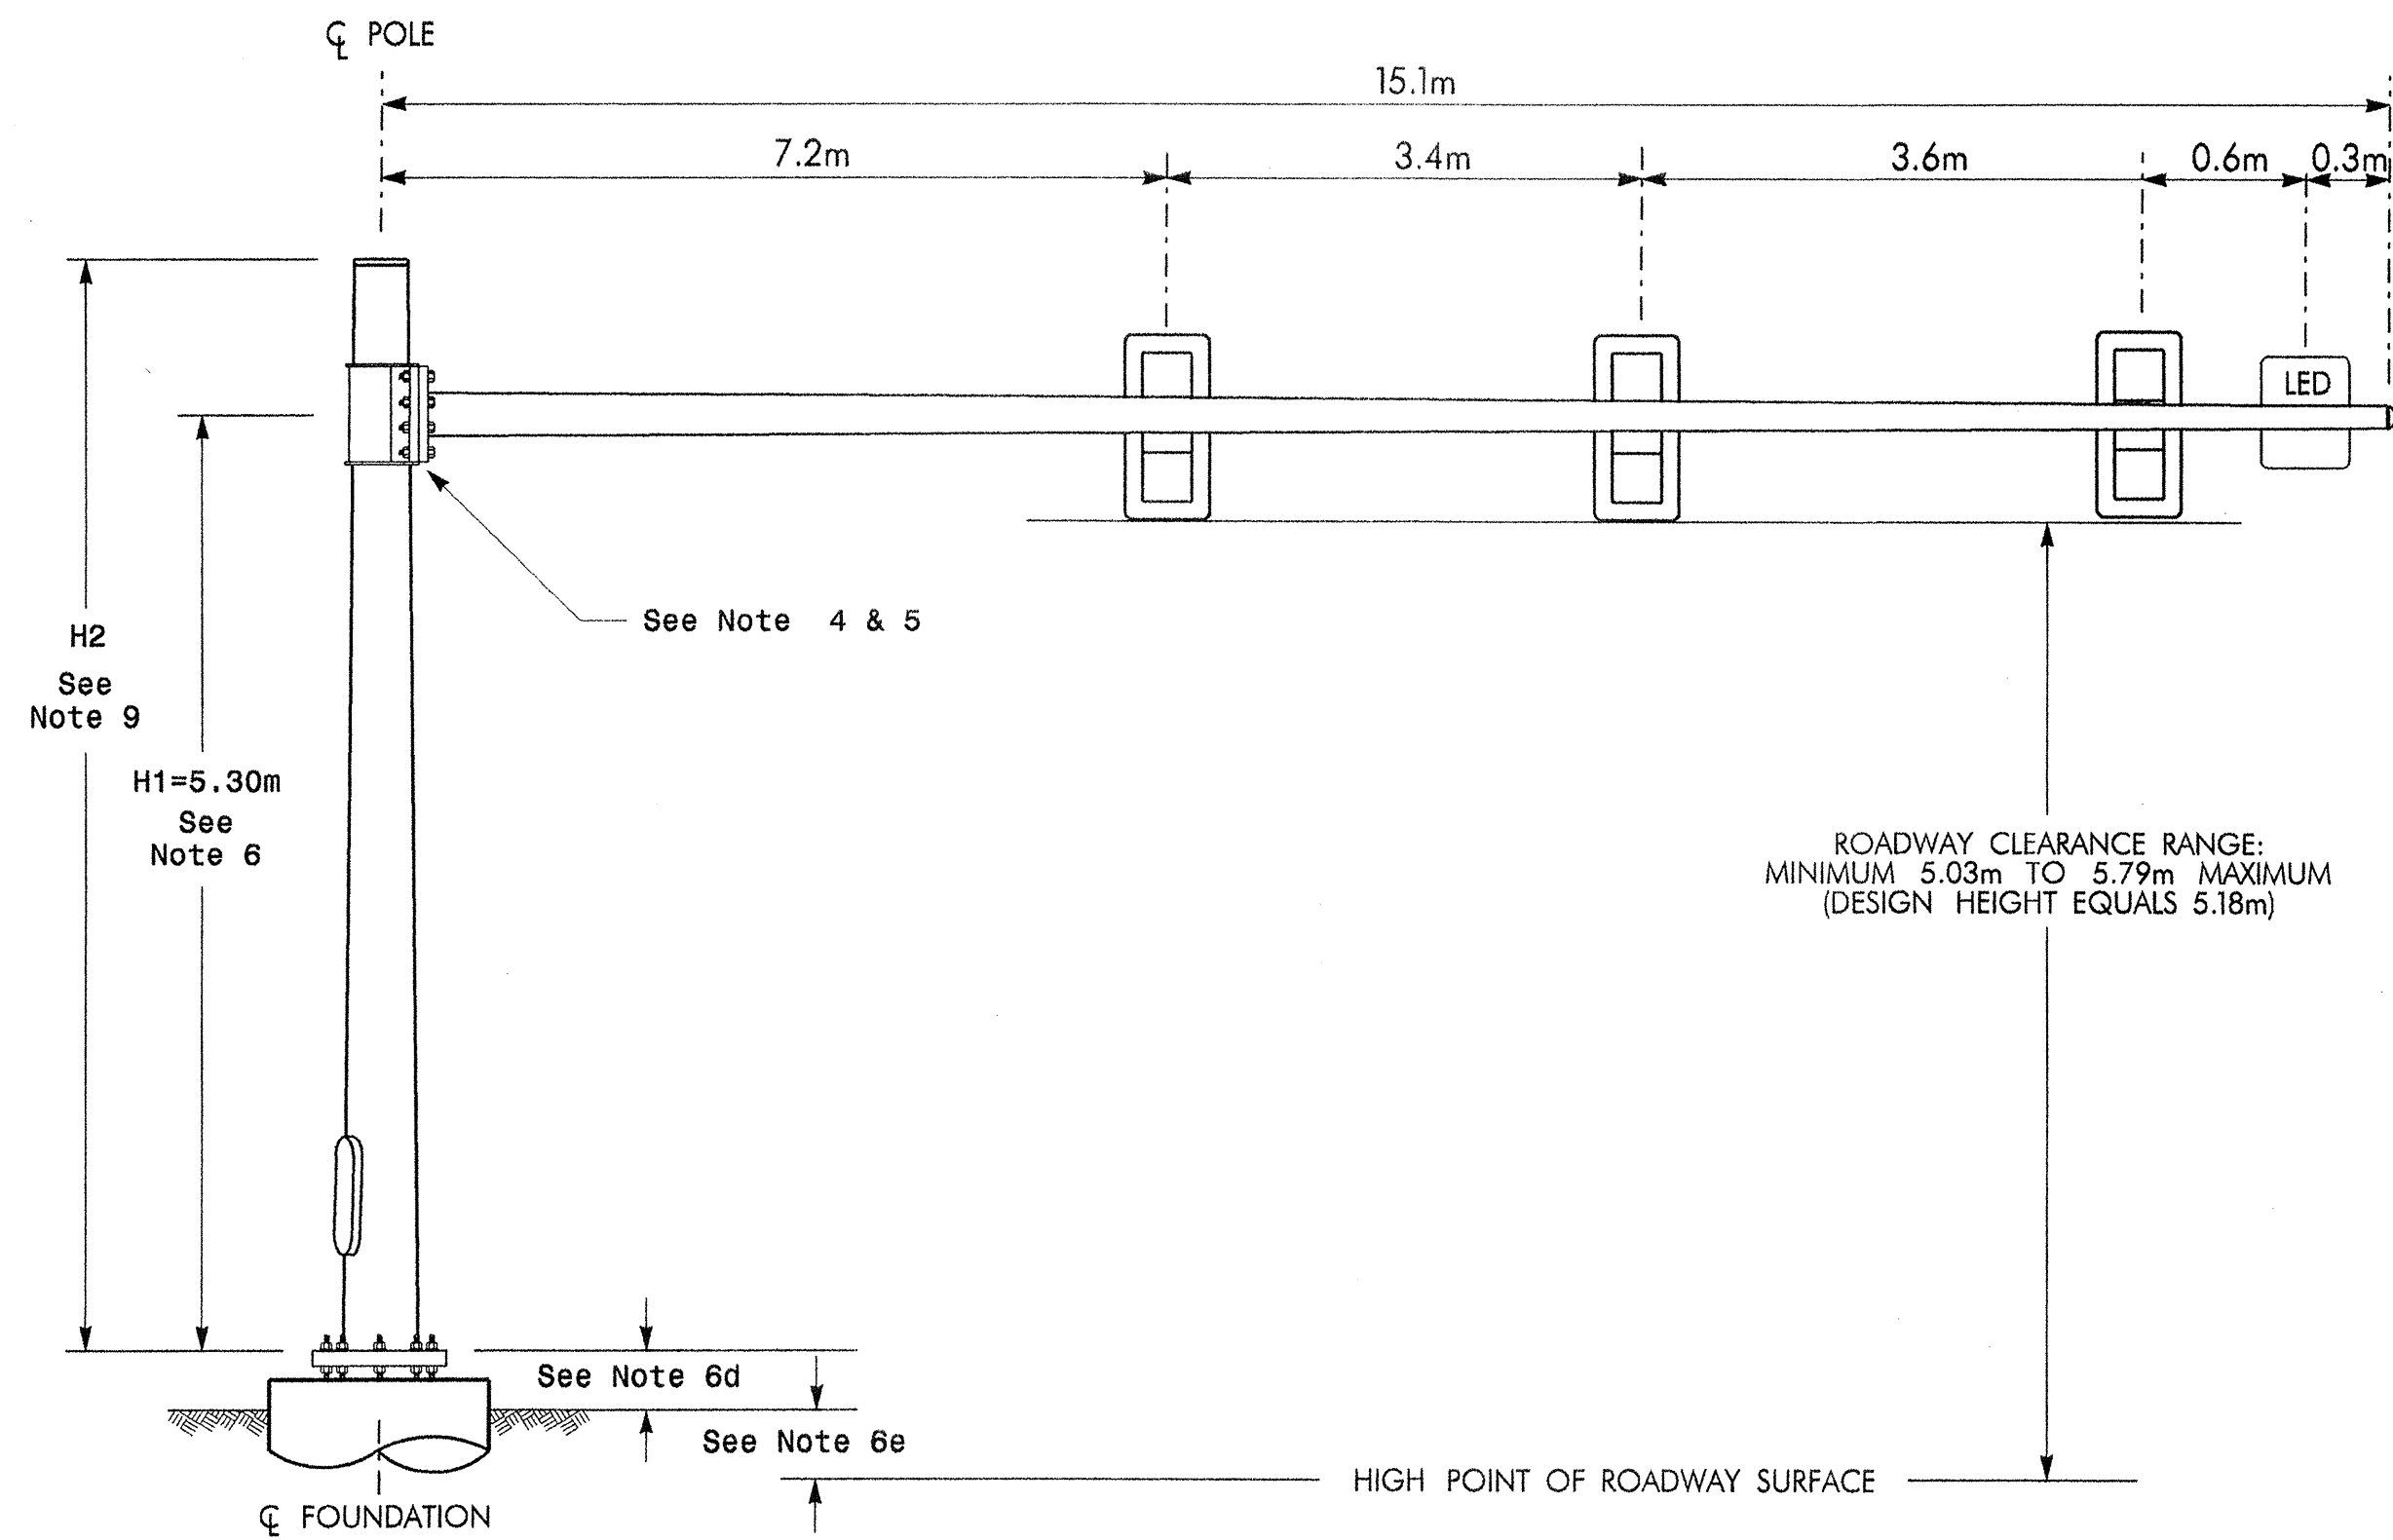 ℄ POLE
15.1m
7.2m
3.4m
3.6m
0.6m
0.3m
LED
See Note 4 & 5
H2
See
Note 9
H1=5.30m
See
Note 6
ROADWAY CLEARANCE RANGE:
MINIMUM 5.03m TO 5.79m MAXIMUM
(DESIGN HEIGHT EQUALS 5.18m)
See Note 6d
See Note 6e
HIGH POINT OF ROADWAY SURFACE
℄ FOUNDATION